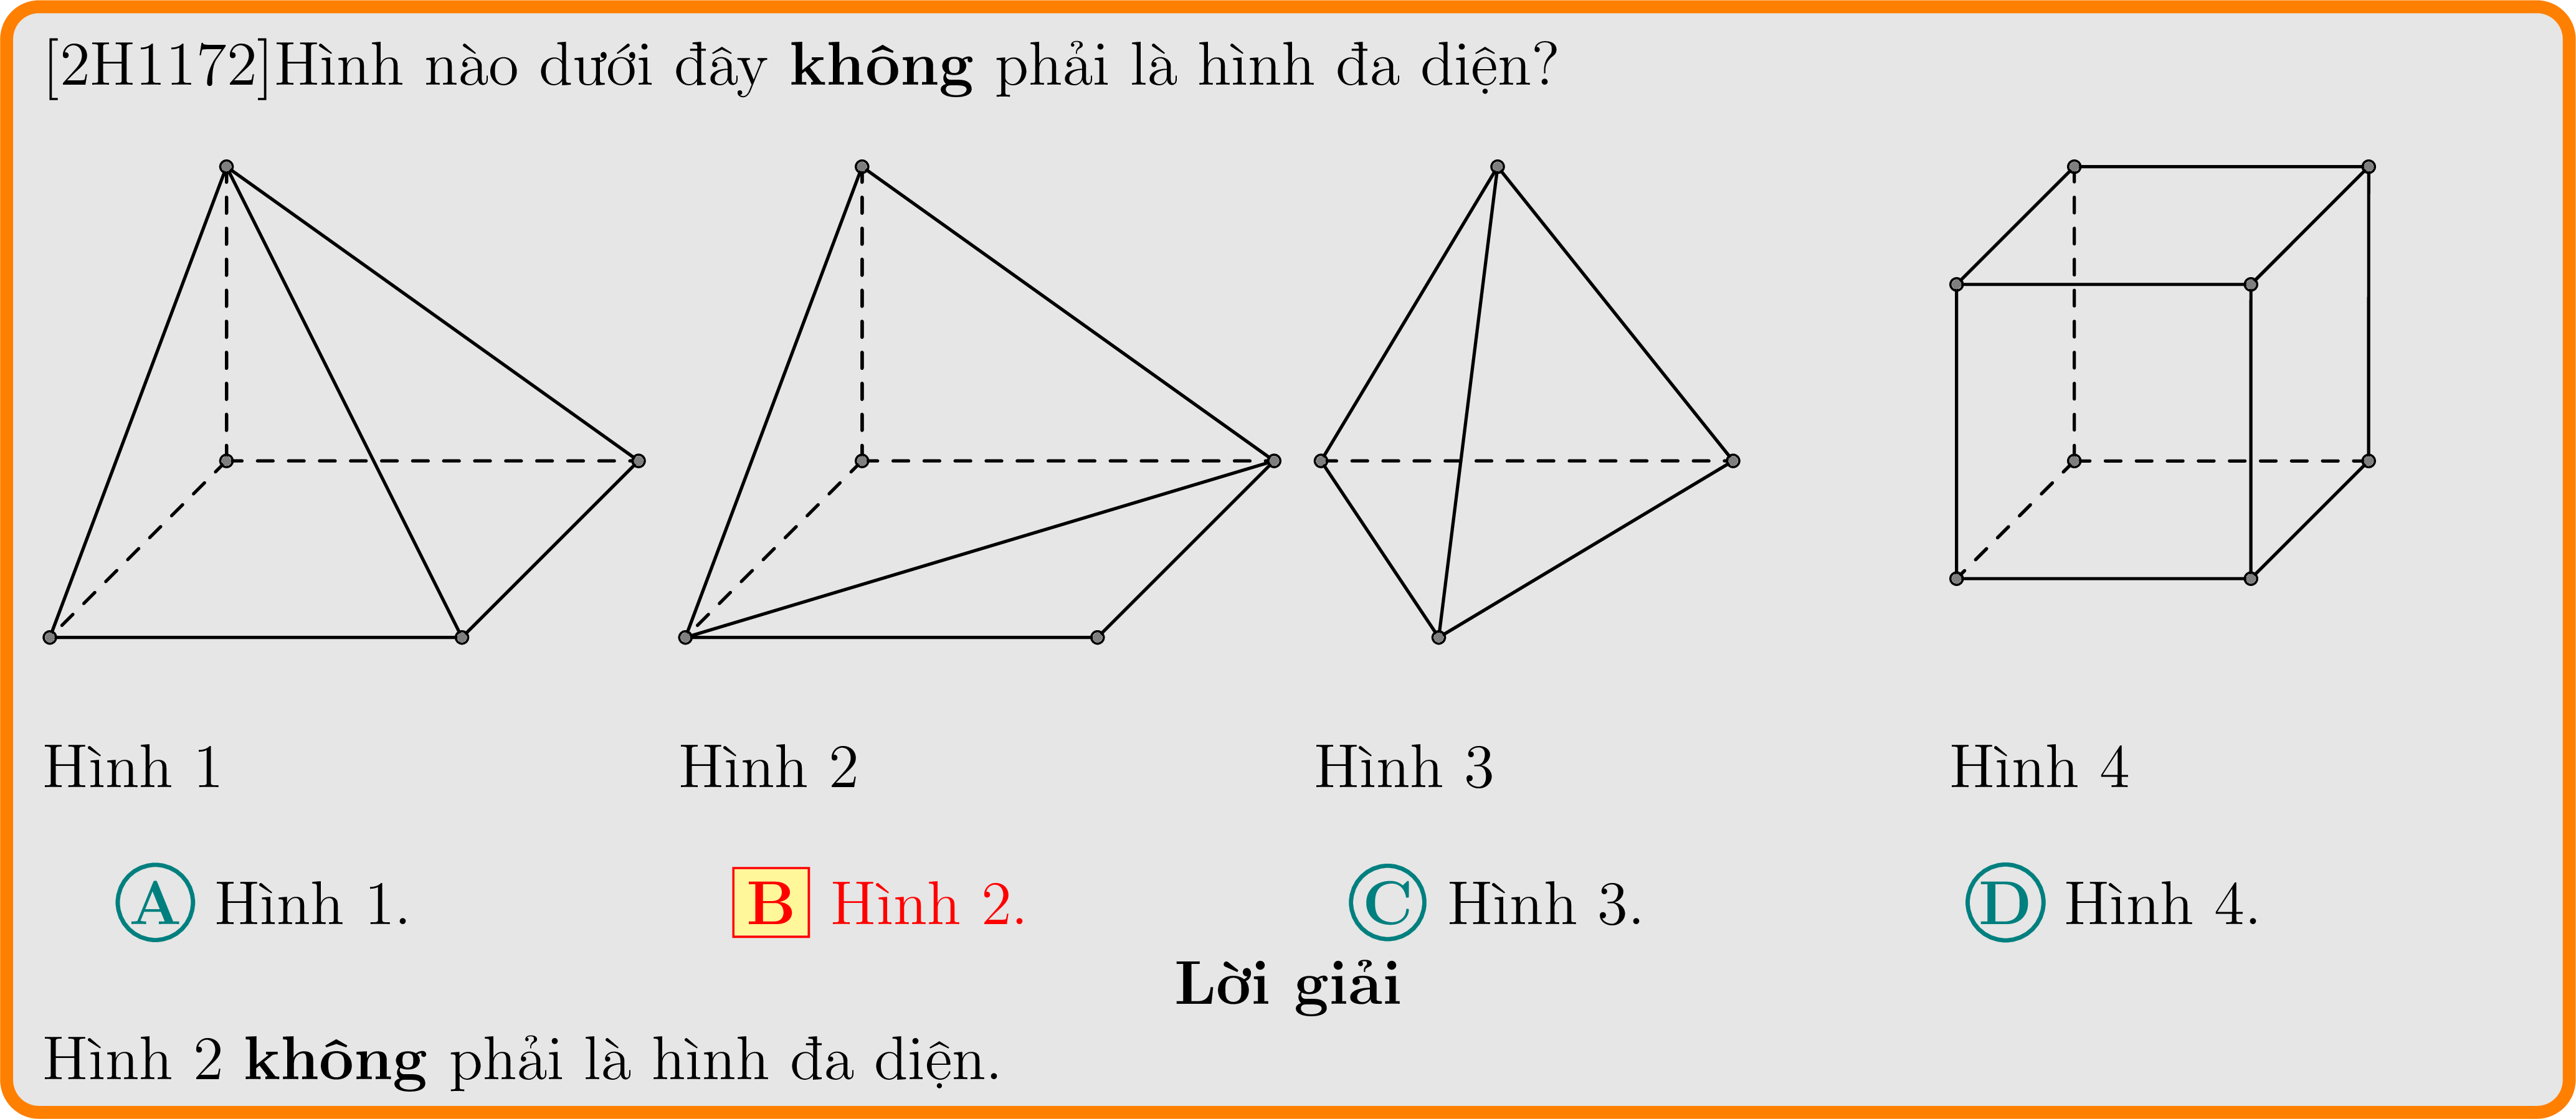 [2H1172]Hình nào dưới đây không phải là hình đa diện?
Hình 1 Hình 2 Hình 3 Hình 4
A Hình 1. B Hình 2. C Hình 3. D Hình 4.
Lời giải
Hình 2 không phải là hình đa diện.